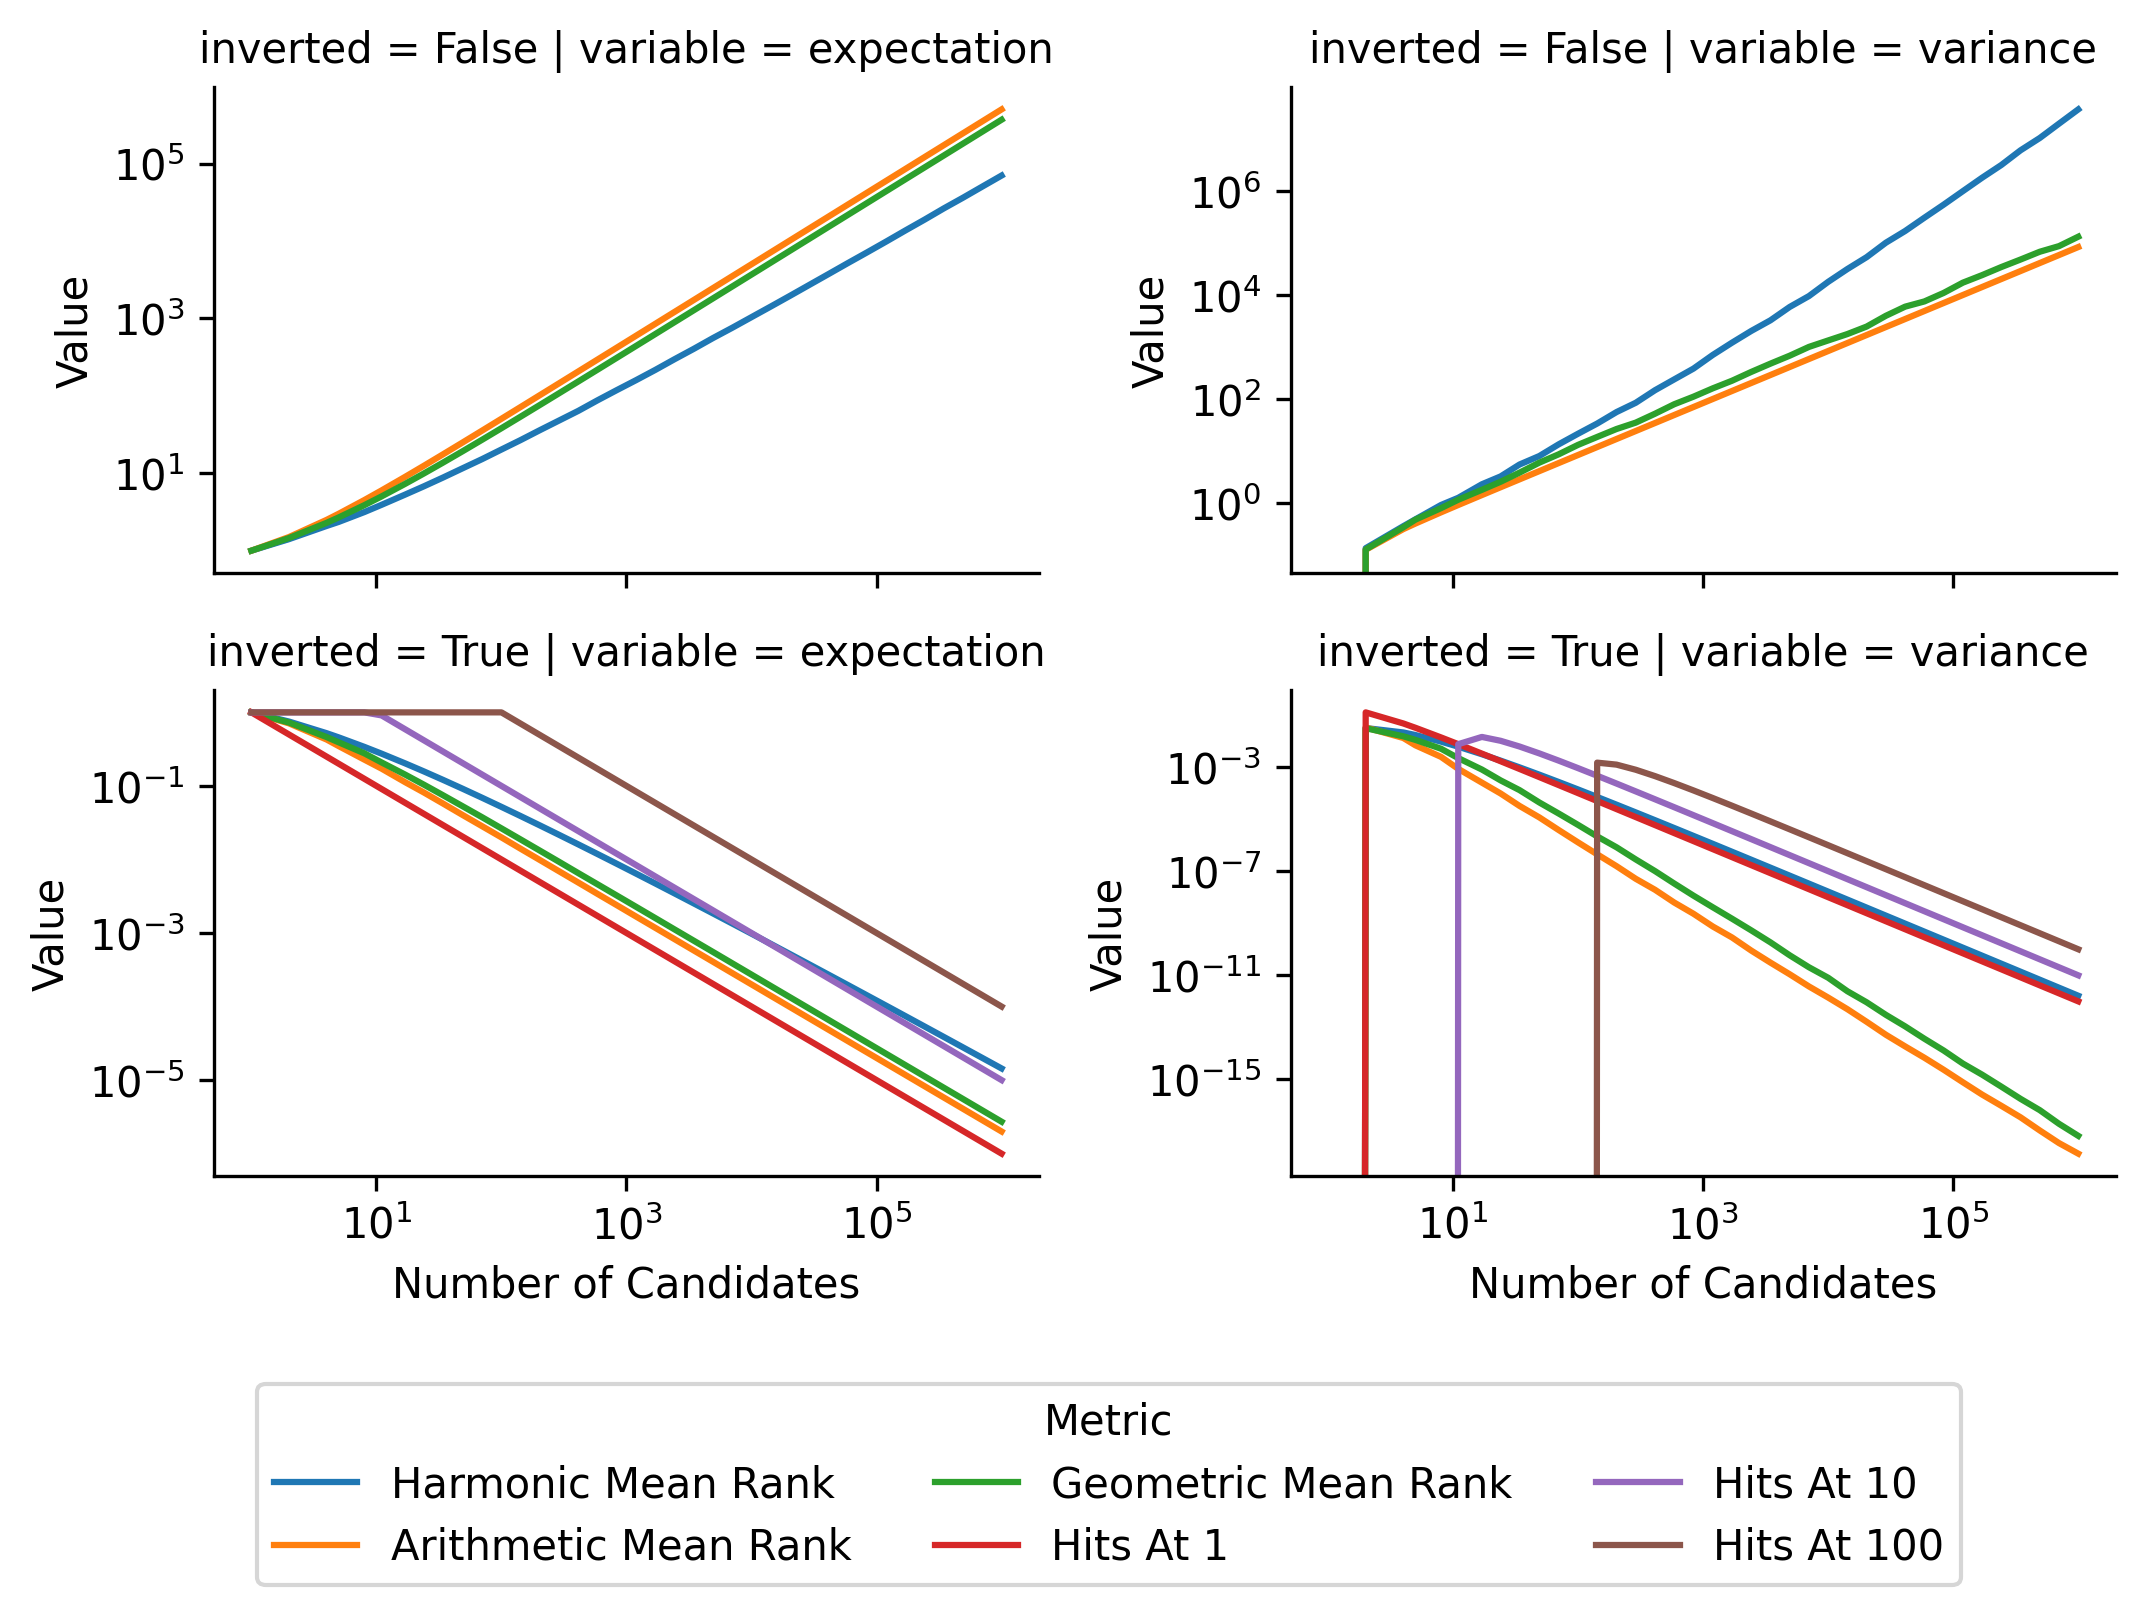 inverted = False | variable = expectation
inverted = False | variable = variance
Value
10^5
10^3
10^1
Value
10^6
10^4
10^2
10^0
inverted = True | variable = expectation
inverted = True | variable = variance
Value
10^−1
10^−3
10^−5
10^1
10^3
10^5
Number of Candidates
Value
10^−3
10^−7
10^−11
10^−15
10^1
10^3
10^5
Number of Candidates
Metric
Harmonic Mean Rank
Arithmetic Mean Rank
Geometric Mean Rank
Hits At 1
Hits At 10
Hits At 100